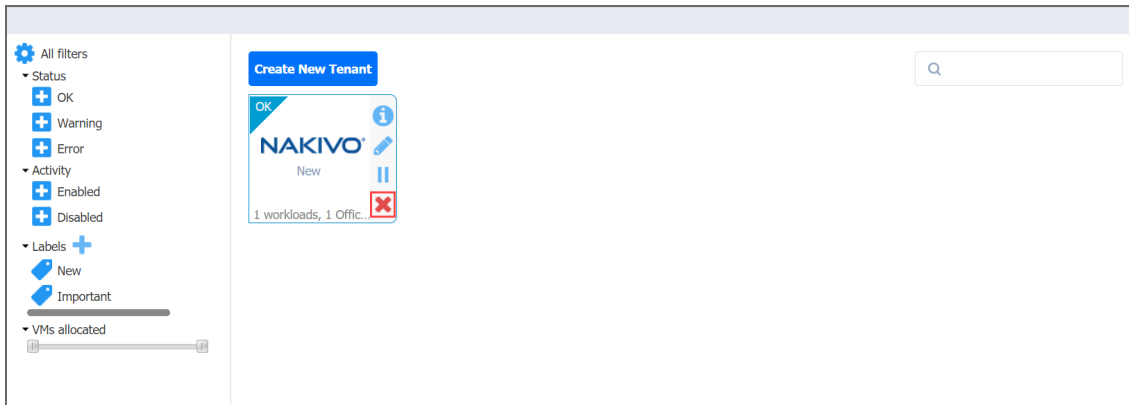 All filters
Status
OK
Warning
Error
Activity
Enabled
Disabled
Labels
New
Important
VMs allocated
Create New Tenant
OK
NAKIVO
New
1 workloads, 1 Offic...